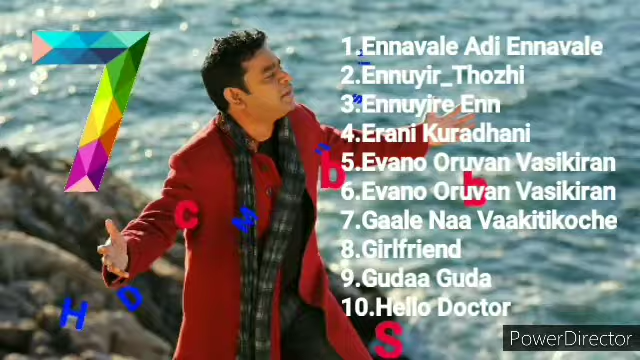 7
1.Ennavale Adi Ennavale
2.Ennuyir_Thozhi
3.Ennuyire Enn
4.Erani Kuradhani
5.Evano Oruvan Vasikiran
6.Evano Oruvan Vasikiran
7.Gaale Naa Vaakitikoche
8.Girlfriend
9.Gudaa Guda
10.Hello Doctor
b
b
c
M
H
D
S
PowerDirector